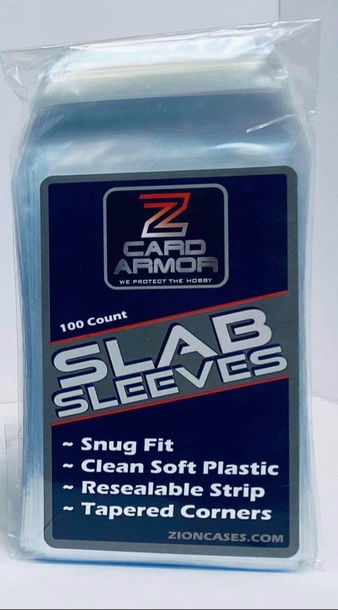 Z
CARD
ARMOR
WE PROTECT THE HOBBY
100 Count
SLAB
SLEEVES
~ Snug Fit
~ Clean Soft Plastic
~ Resealable Strip
~ Tapered Corners
ZIONCASES.COM